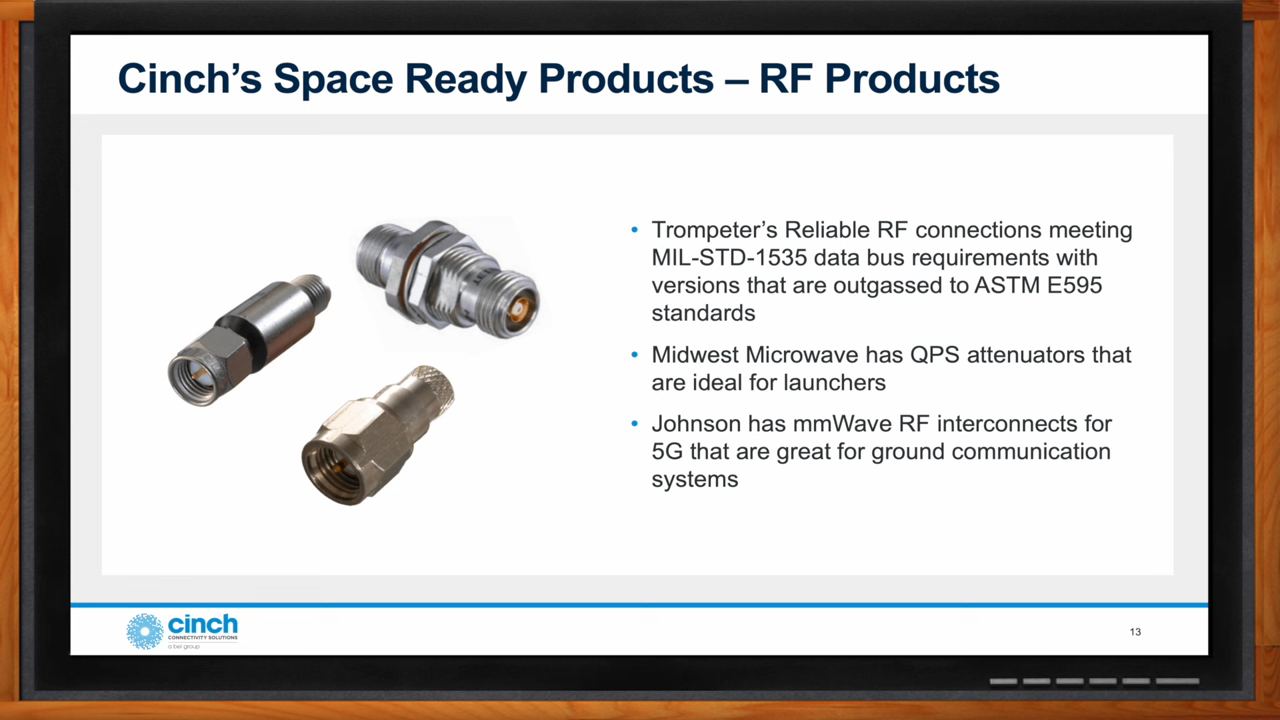 Cinch’s Space Ready Products – RF Products
• Trompeter’s Reliable RF connections meeting
MIL-STD-1535 data bus requirements with
versions that are outgassed to ASTM E595
standards
• Midwest Microwave has QPS attenuators that
are ideal for launchers
• Johnson has mmWave RF interconnects for
5G that are great for ground communication
systems
cinch
CONNECTIVITY SOLUTIONS
a bel group
13